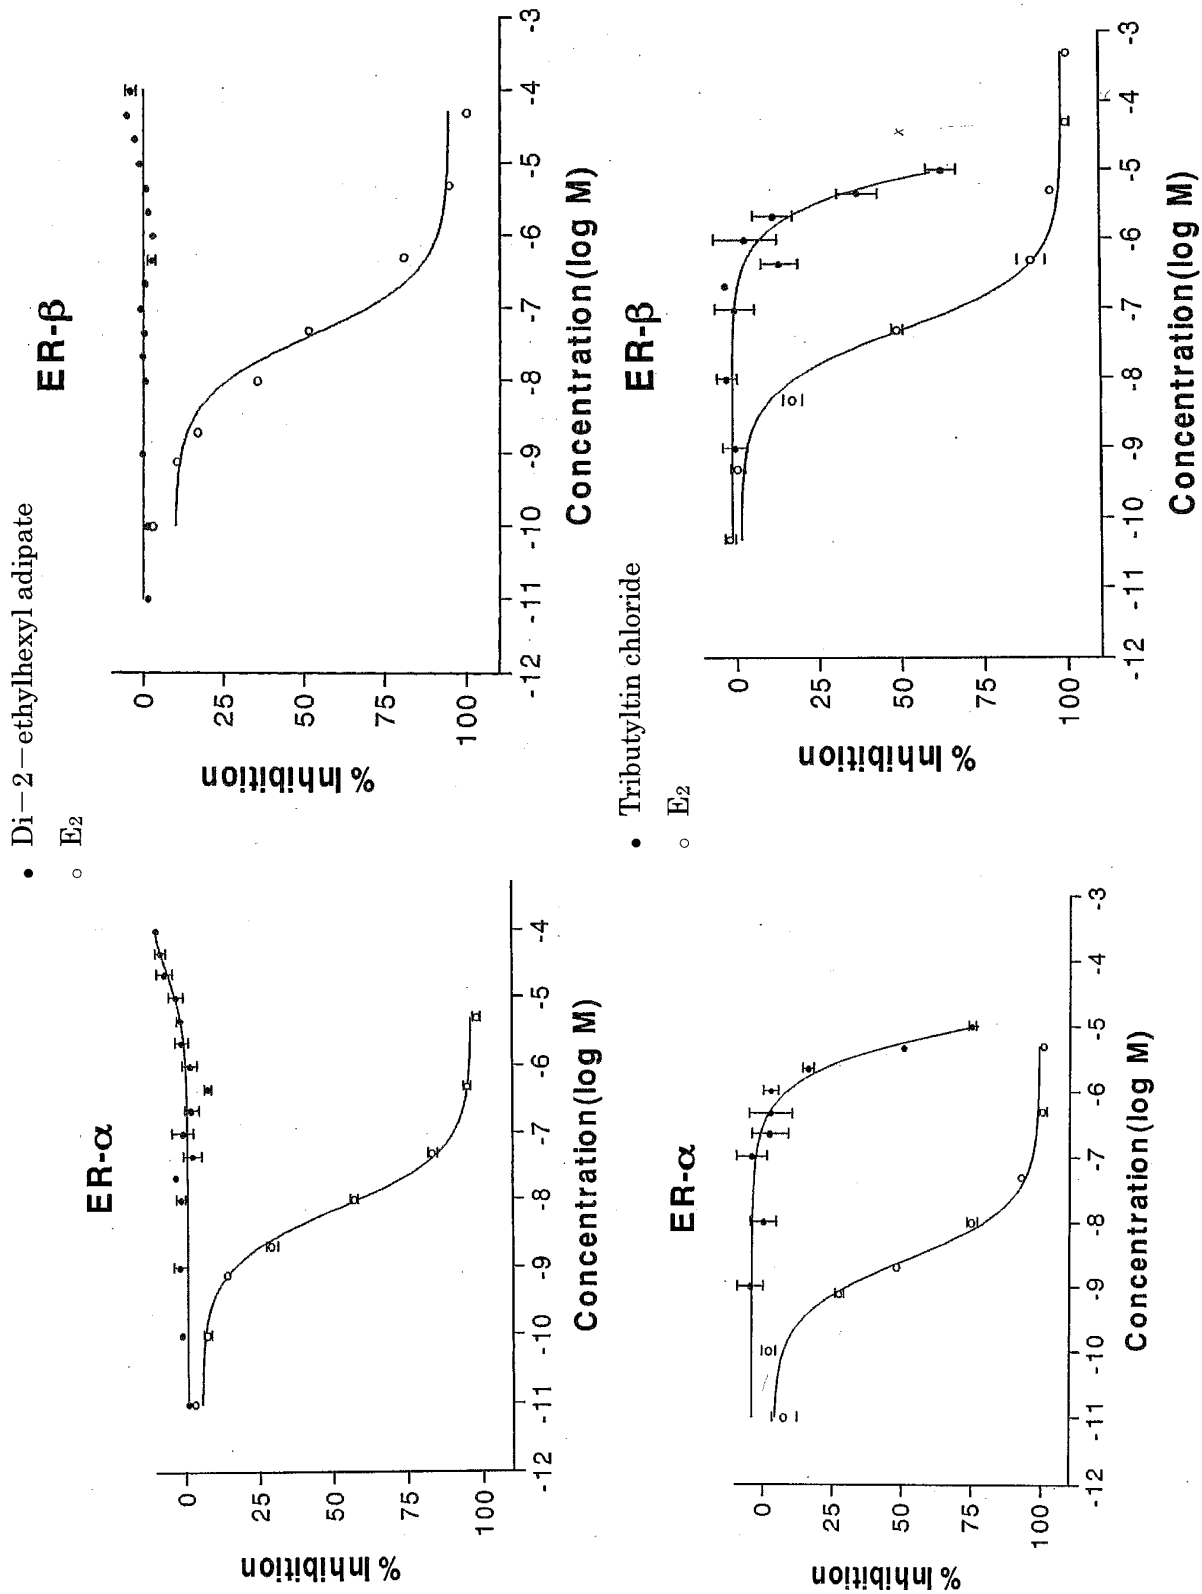 ● Di－2－ethylhexyl adipate
○ E₂
ER-α
% Inhibition
0
25
50
75
100
-12 -11 -10 -9 -8 -7 -6 -5 -4
Concentration(log M)
ER-β
% Inhibition
0
25
50
75
100
-12 -11 -10 -9 -8 -7 -6 -5 -4 -3
Concentration(log M)
● Tributyltin chloride
○ E₂
ER-α
% Inhibition
0
25
50
75
100
-12 -11 -10 -9 -8 -7 -6 -5 -4 -3
Concentration(log M)
ER-β
% Inhibition
0
25
50
75
100
-12 -11 -10 -9 -8 -7 -6 -5 -4 -3
Concentration(log M)